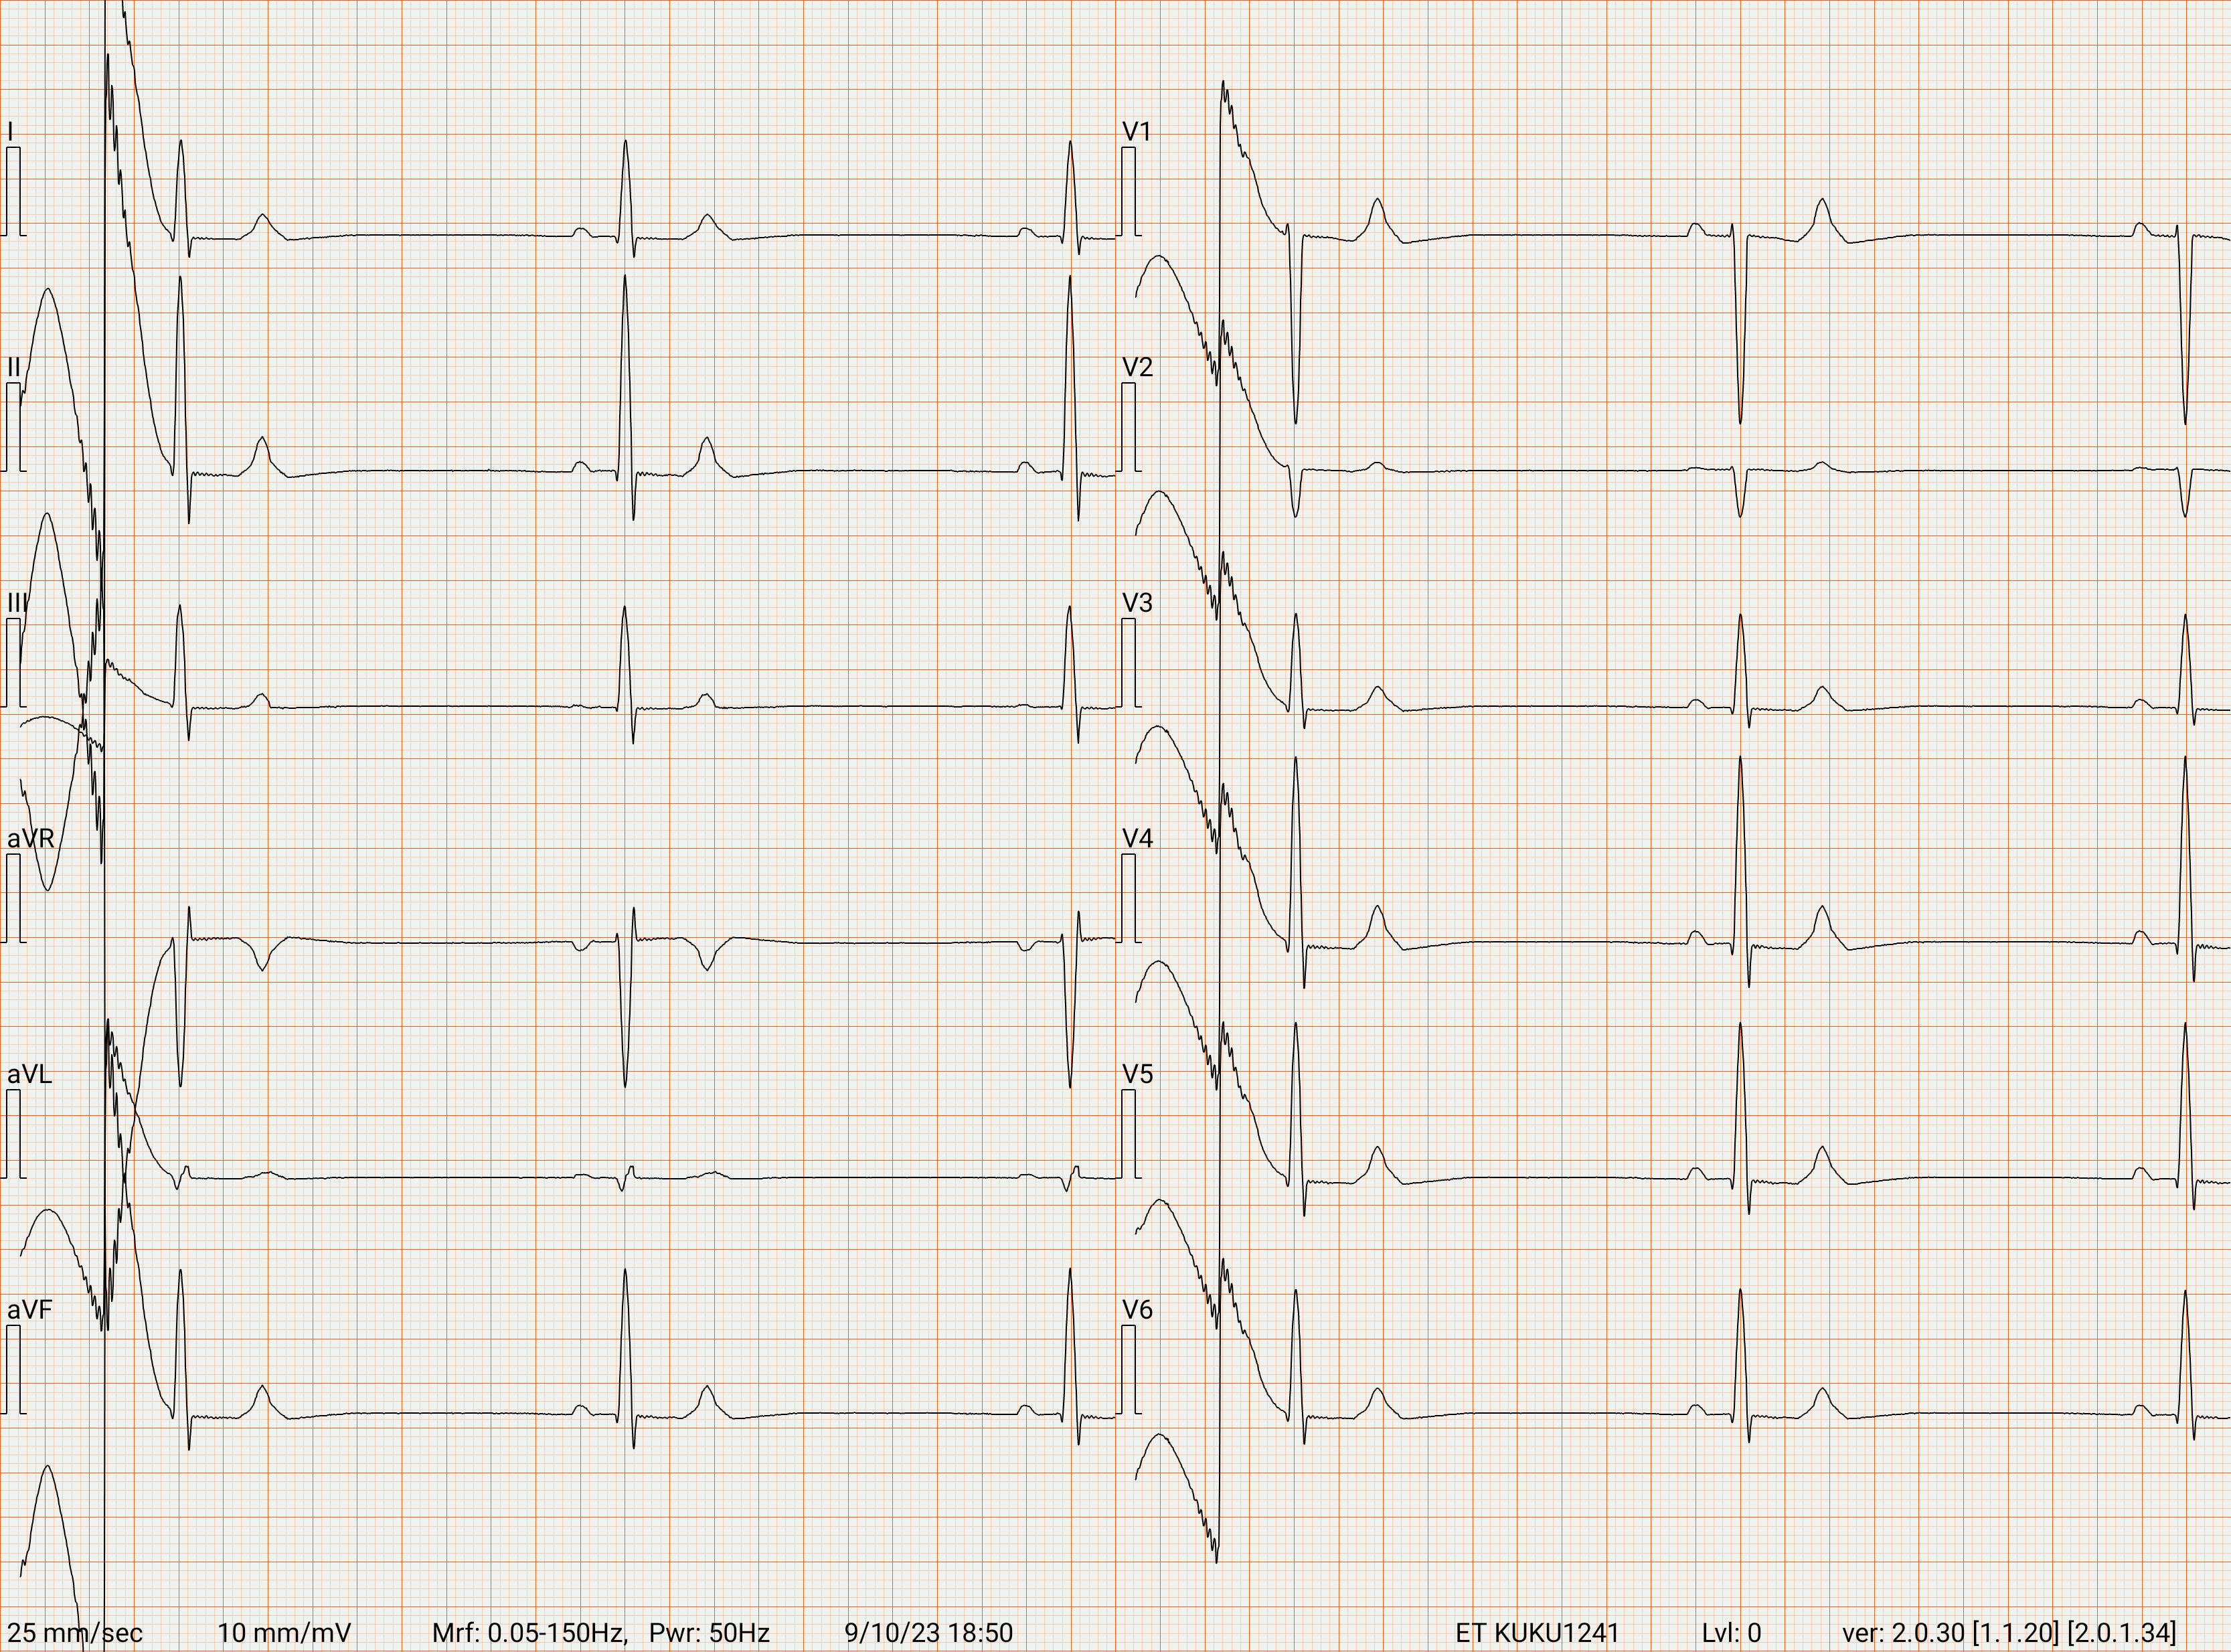 I
V1
II
V2
III
V3
aVR
V4
aVL
V5
aVF
V6
25 mm/sec 10 mm/mV Mrf: 0.05-150Hz, Pwr: 50Hz 9/10/23 18:50 ET KUKU1241 Lvl: 0 ver: 2.0.30 [1.1.20] [2.0.1.34]